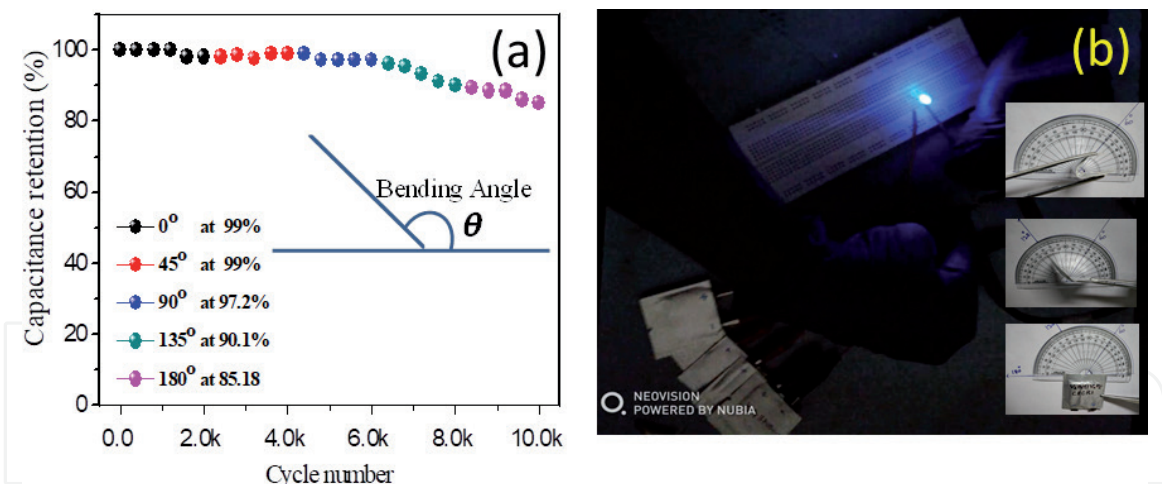 (a)
Capacitance retention (%)
100
80
60
40
20
0
Bending Angle
θ
0° at 99%
45° at 99%
90° at 97.2%
135° at 90.1%
180° at 85.18
0.0
2.0k
4.0k
6.0k
8.0k
10.0k
Cycle number
(b)
NEOVISION
POWERED BY NUBIA